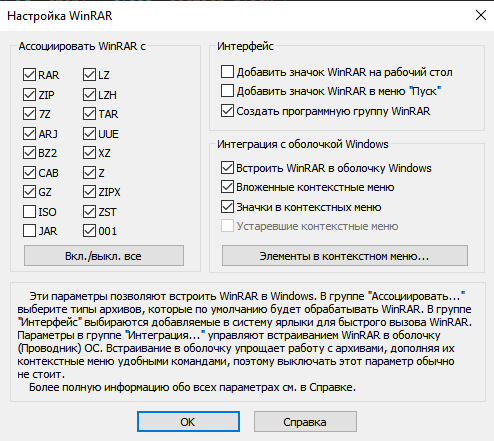 Настройка WinRAR
Ассоциировать WinRAR с
RAR LZ
ZIP LZH
7Z TAR
ARJ UUE
BZ2 XZ
CAB Z
GZ ZIPX
ISO ZST
JAR 001
Вкл./выкл. все
Интерфейс
Добавить значок WinRAR на рабочий стол
Добавить значок WinRAR в меню "Пуск"
Создать программную группу WinRAR
Интеграция с оболочкой Windows
Встроить WinRAR в оболочку Windows
Вложенные контекстные меню
Значки в контекстных меню
Устаревшие контекстные меню
Элементы в контекстном меню...
Эти параметры позволяют встроить WinRAR в Windows. В группе "Ассоциировать..."
выберите типы архивов, которые по умолчанию будет обрабатывать WinRAR. В группе
"Интерфейс" выбираются добавляемые в систему ярлыки для быстрого вызова WinRAR.
Параметры в группе "Интеграция..." управляют встраиванием WinRAR в оболочку
(Проводник) ОС. Встраивание в оболочку упрощает работу с архивами, дополняя их
контекстные меню удобными командами, поэтому выключать этот параметр обычно
не стоит.
Более полную информацию обо всех параметрах см. в Справке.
ОК
Справка